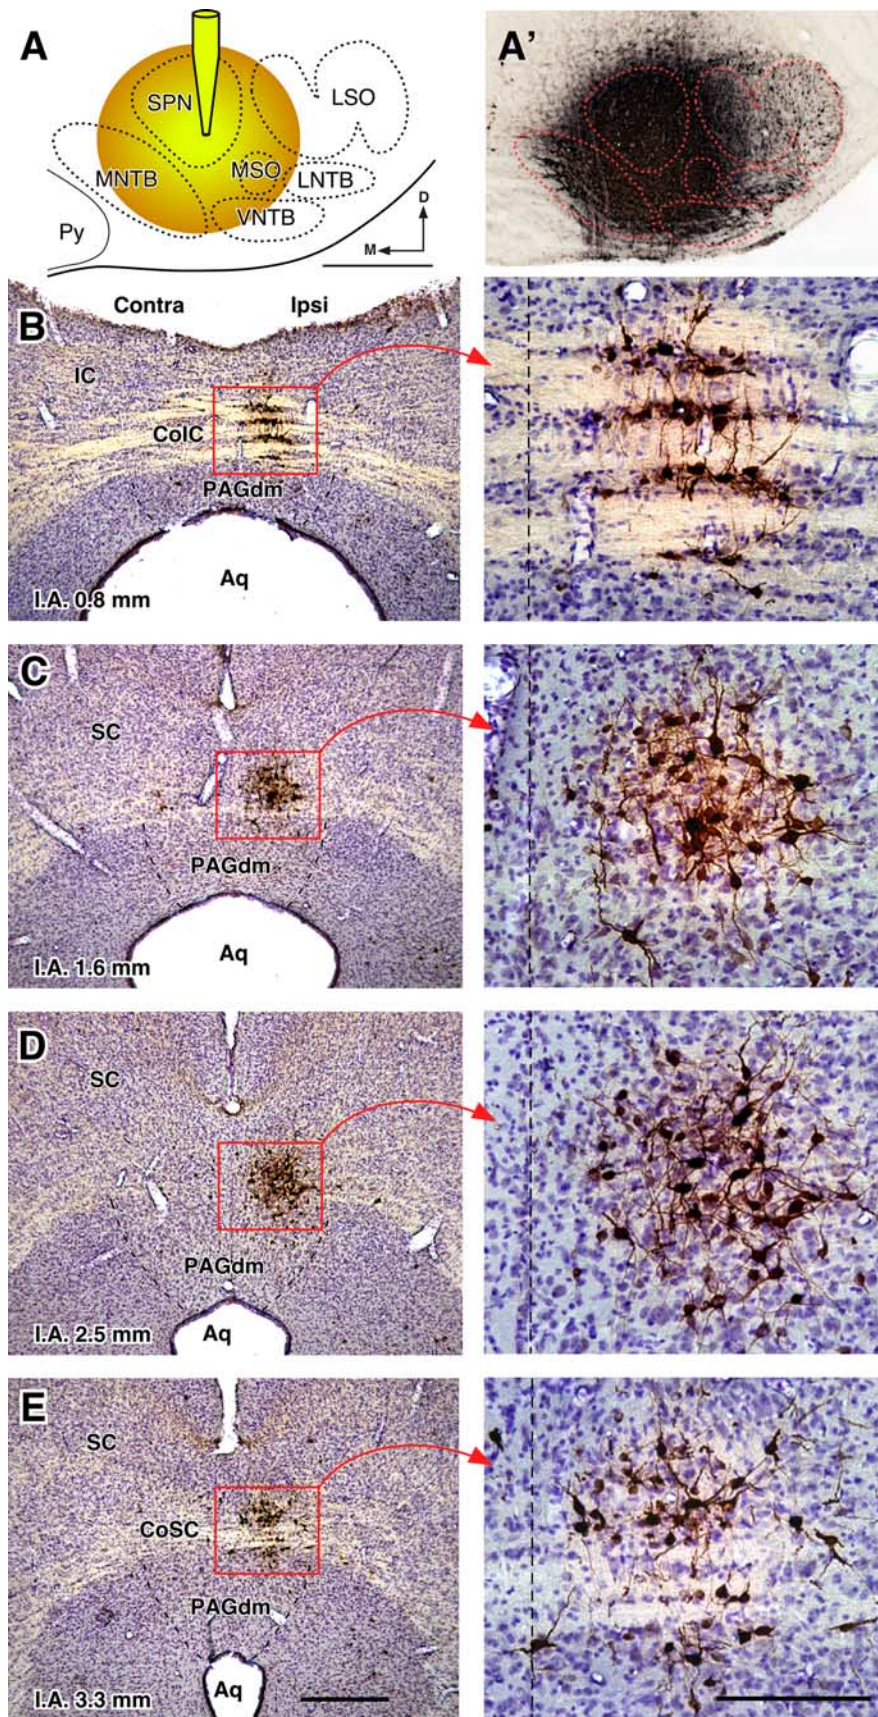 A
SPN
LSO
MSO
MNTB
LNTB
VNTB
Py
D
M
A'
B
Contra
Ipsi
IC
CoIC
PAGdm
Aq
I.A. 0.8 mm
C
SC
PAGdm
Aq
I.A. 1.6 mm
D
SC
PAGdm
Aq
I.A. 2.5 mm
E
SC
CoSC
PAGdm
Aq
I.A. 3.3 mm